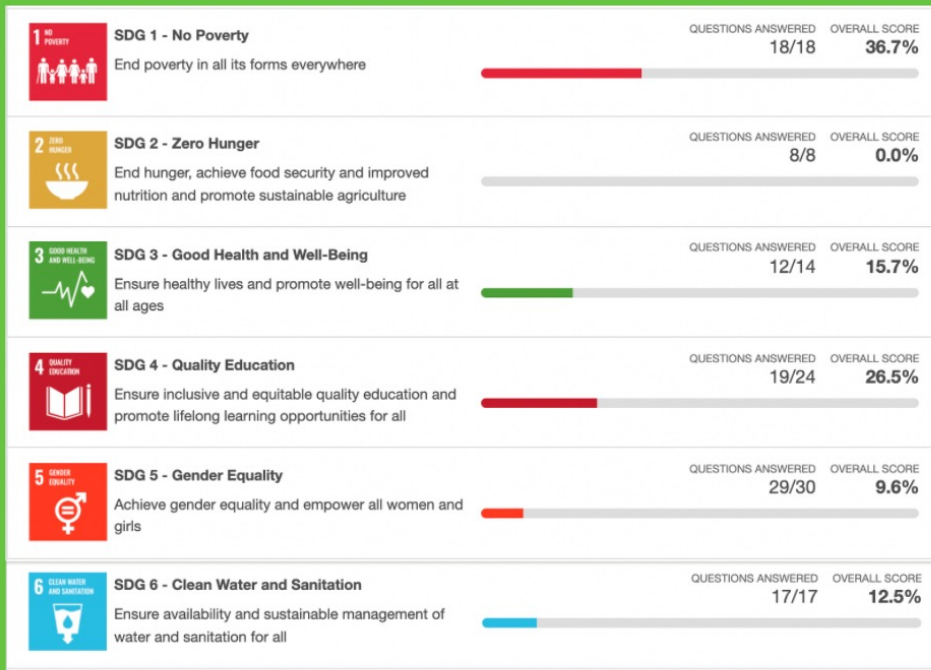 1 NO
POVERTY
SDG 1 - No Poverty
End poverty in all its forms everywhere
QUESTIONS ANSWERED OVERALL SCORE
18/18 36.7%
2 ZERO
HUNGER
SDG 2 - Zero Hunger
End hunger, achieve food security and improved
nutrition and promote sustainable agriculture
QUESTIONS ANSWERED OVERALL SCORE
8/8 0.0%
3 GOOD HEALTH
AND WELL-BEING
SDG 3 - Good Health and Well-Being
Ensure healthy lives and promote well-being for all at
all ages
QUESTIONS ANSWERED OVERALL SCORE
12/14 15.7%
4 QUALITY
EDUCATION
SDG 4 - Quality Education
Ensure inclusive and equitable quality education and
promote lifelong learning opportunities for all
QUESTIONS ANSWERED OVERALL SCORE
19/24 26.5%
5 GENDER
EQUALITY
SDG 5 - Gender Equality
Achieve gender equality and empower all women and
girls
QUESTIONS ANSWERED OVERALL SCORE
29/30 9.6%
6 CLEAN WATER
AND SANITATION
SDG 6 - Clean Water and Sanitation
Ensure availability and sustainable management of
water and sanitation for all
QUESTIONS ANSWERED OVERALL SCORE
17/17 12.5%